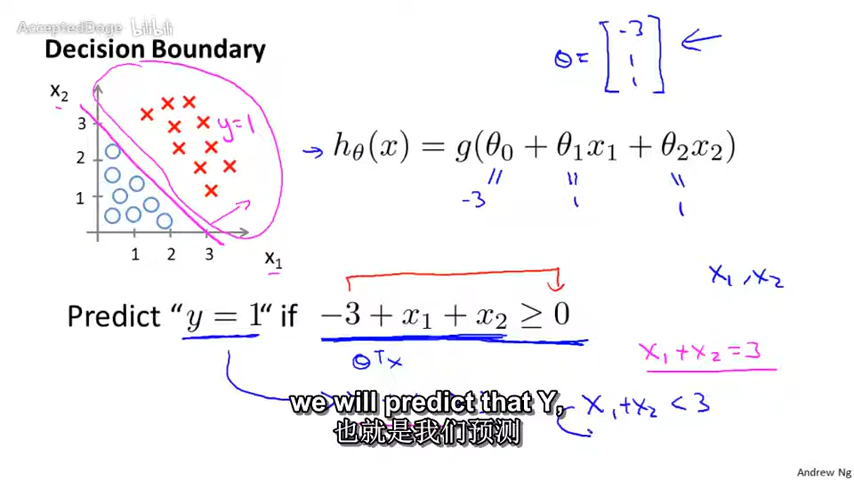 AcceptedDoge bilibili
Decision Boundary
θ = [-3 1 1]
x₂
3
2
1
y=1
1 2 3
x₁
h_θ(x) = g(θ₀ + θ₁x₁ + θ₂x₂)
-3 1 1
x₁, x₂
Predict “y = 1“ if -3 + x₁ + x₂ ≥ 0
θᵀx
x₁+x₂=3
x₁+x₂ < 3
we will predict that Y,
也就是我们预测
Andrew Ng